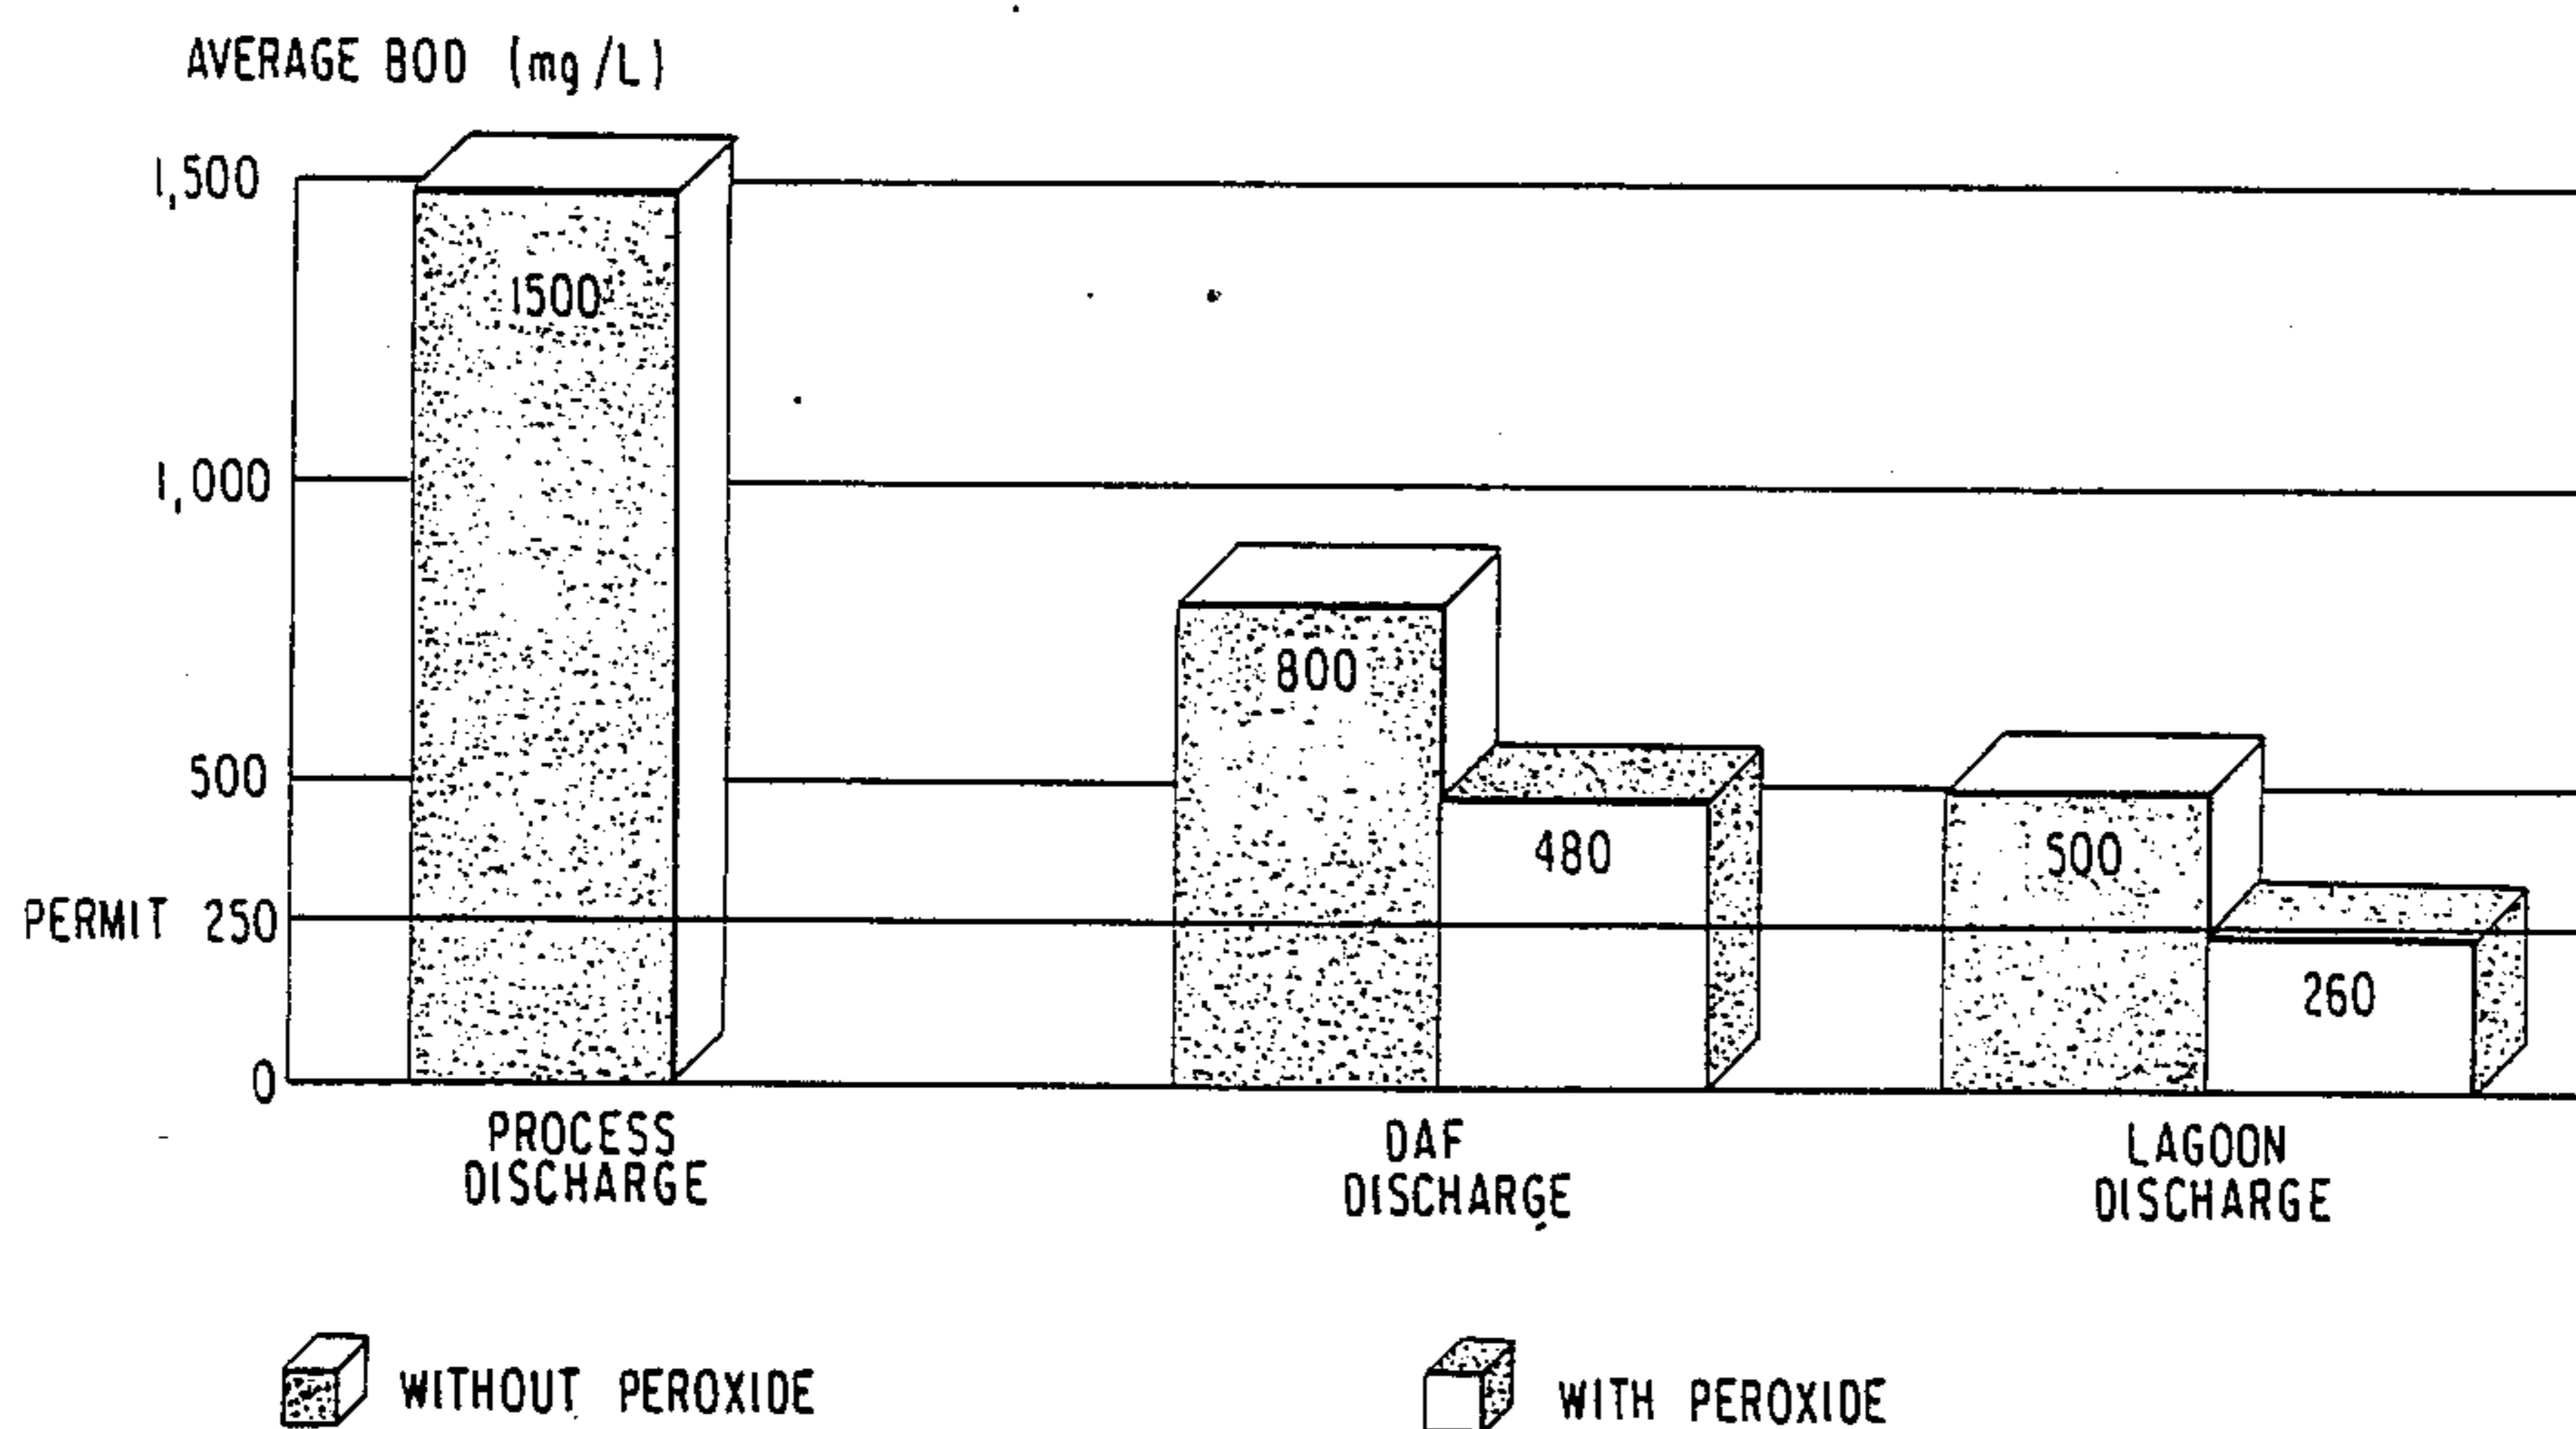 AVERAGE BOD (mg/L)
1,500
1500
1,000
800
500
480
500
PERMIT 250
260
0
PROCESS
DISCHARGE
DAF
DISCHARGE
LAGOON
DISCHARGE
WITHOUT PEROXIDE
WITH PEROXIDE